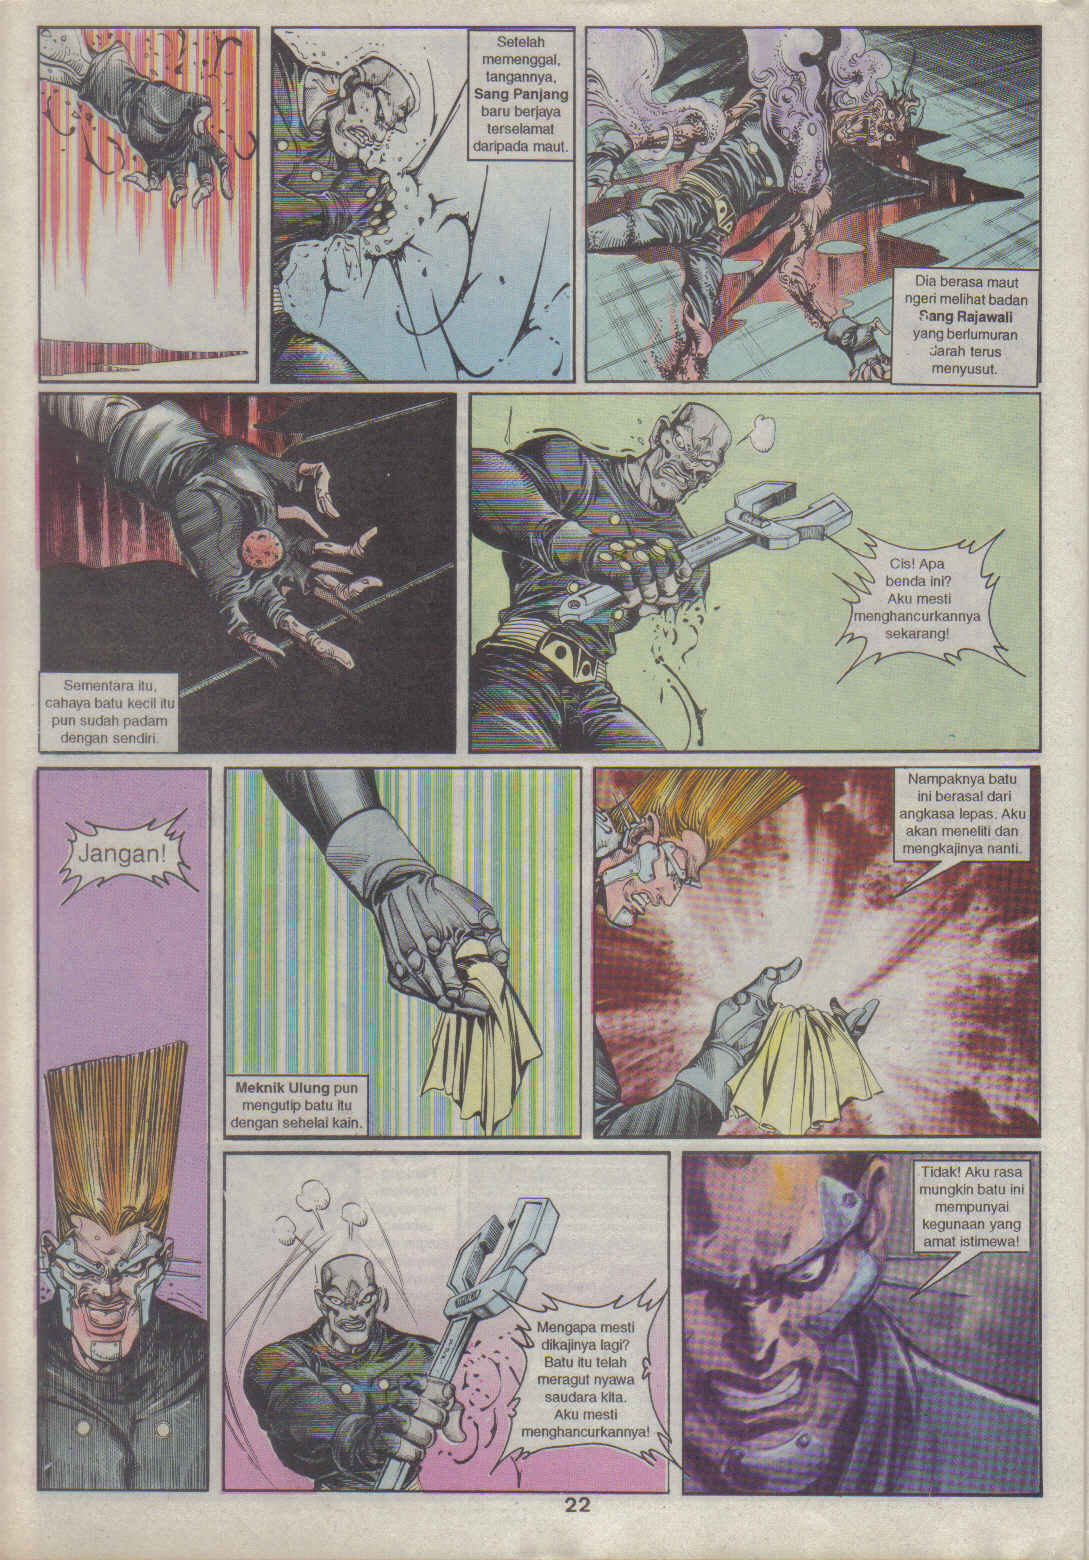 Setelah
memenggal,
tangannya,
Sang Panjang
baru berjaya
terselamat
daripada maut.
Dia berasa maut
ngeri melihat badan
Sang Rajawali
yang berlumuran
darah terus
menyusut.
Sementara itu,
cahaya batu kecil itu
pun sudah padam
dengan sendiri.
Cis! Apa
benda ini?
Aku mesti
menghancurkannya
sekarang!
Jangan!
Meknik Ulung pun
mengutip batu itu
dengan sehelai kain.
Nampaknya batu
ini berasal dari
angkasa lepas. Aku
akan meneliti dan
mengkajinya nanti.
Mengapa mesti
dikajinya lagi?
Batu itu telah
meragut nyawa
saudara kita.
Aku mesti
menghancurkannya!
Tidak! Aku rasa
mungkin batu ini
mempunyai
kegunaan yang
amat istimewa!
22